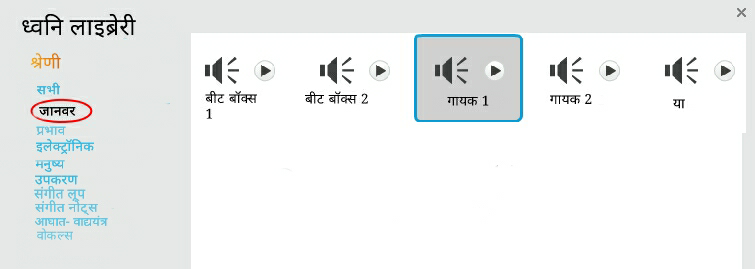 ध्वनि लाइब्रेरी
श्रेणी
सभी
जानवर
प्रभाव
इलेक्ट्रॉनिक
मनुष्य
उपकरण
संगीत लूप
संगीत नोट्स
आघात- वाद्ययंत्र
वोकल्स
बीट बॉक्स
1
बीट बॉक्स 2
गायक 1
गायक 2
या